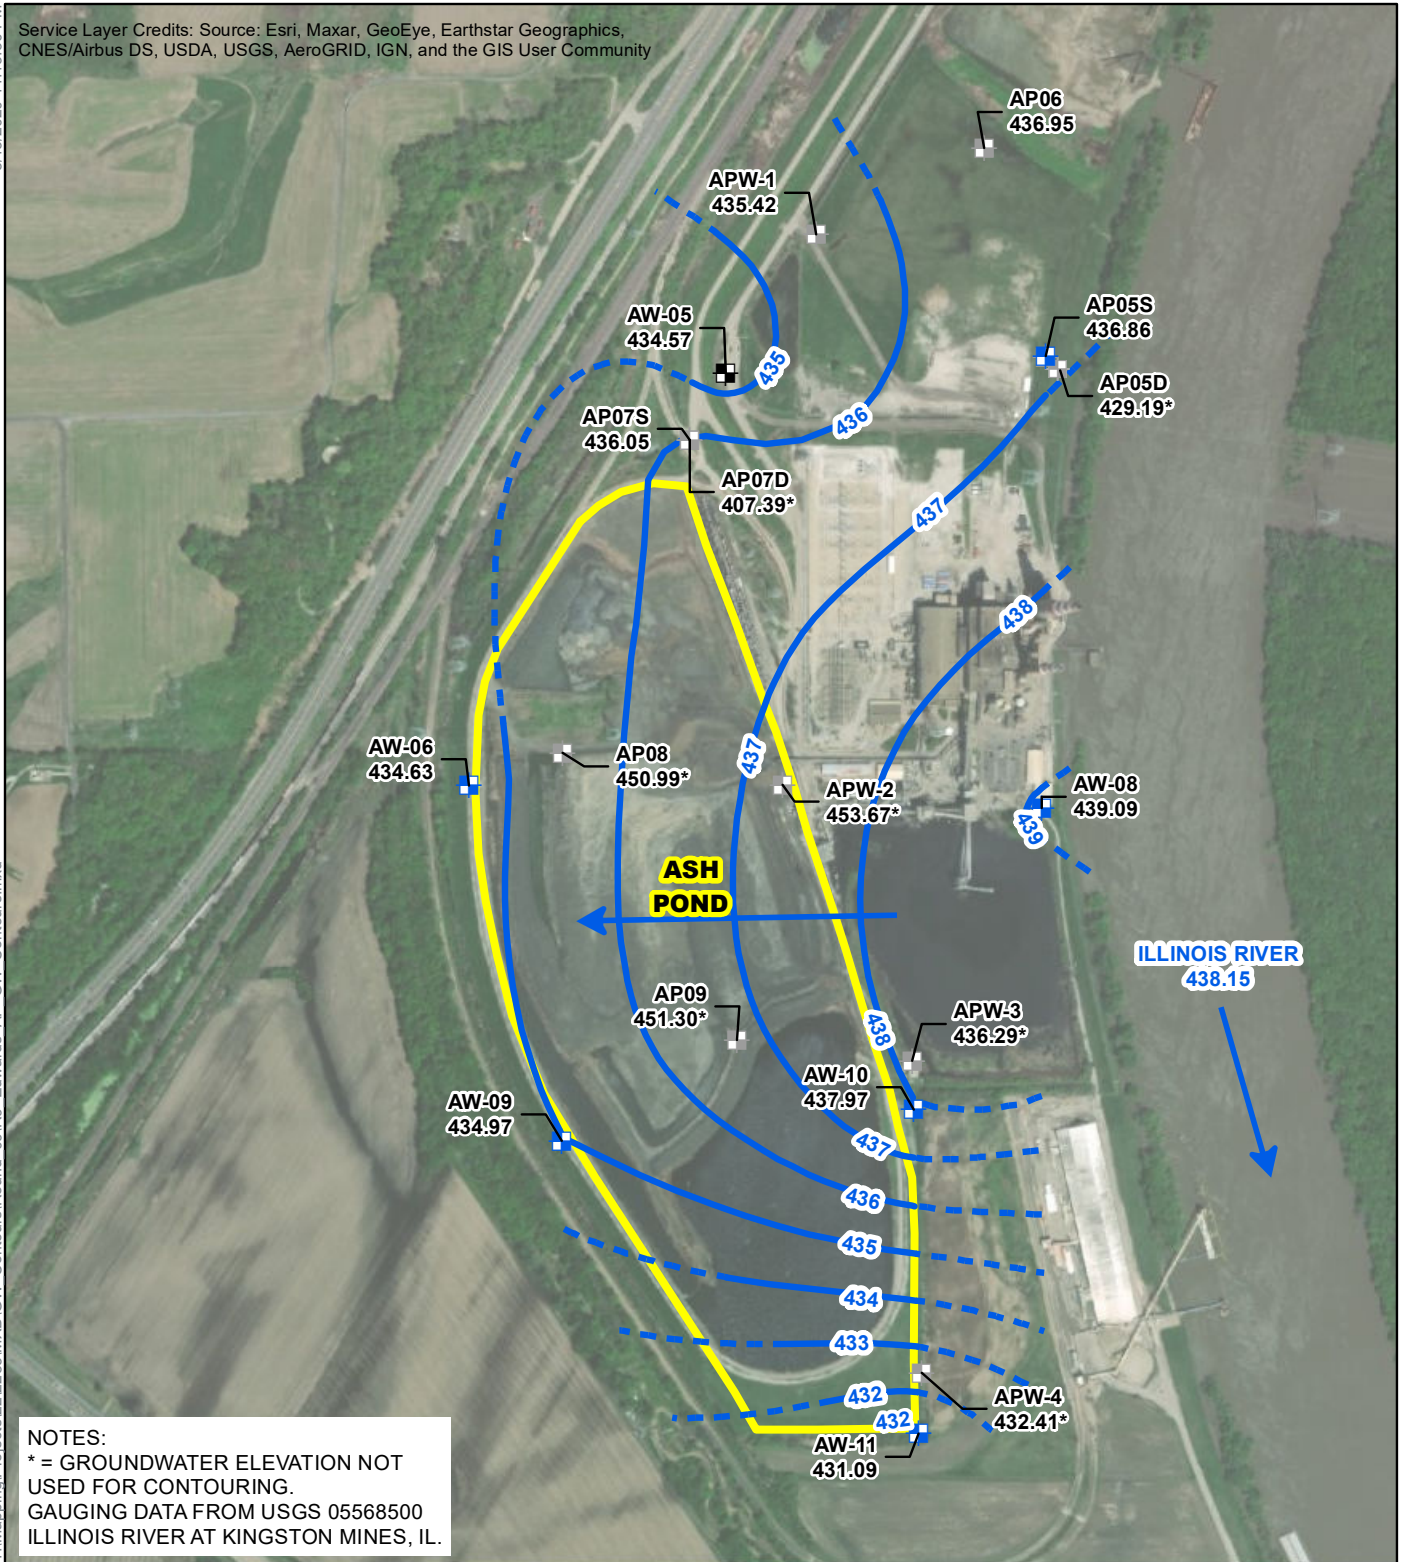 Service Layer Credits: Source: Esri, Maxar, GeoEye, Earthstar Geographics,
CNES/Airbus DS, USDA, USGS, AeroGRID, IGN, and the GIS User Community
AP06
436.95
APW-1
435.42
AP05S
436.86
AW-05
434.57
435
AP05D
429.19*
AP07S
436.05
436
AP07D
407.39*
437
438
AW-06
434.63
AP08
450.99*
437
APW-2
453.67*
AW-08
439.09
439
ASH
POND
ILLINOIS RIVER
438.15
AP09
451.30*
APW-3
436.29*
438
AW-10
437.97
AW-09
434.97
437
436
435
434
433
432
APW-4
432.41*
432
AW-11
431.09
NOTES:
* = GROUNDWATER ELEVATION NOT
USED FOR CONTOURING.
GAUGING DATA FROM USGS 05568500
ILLINOIS RIVER AT KINGSTON MINES, IL.